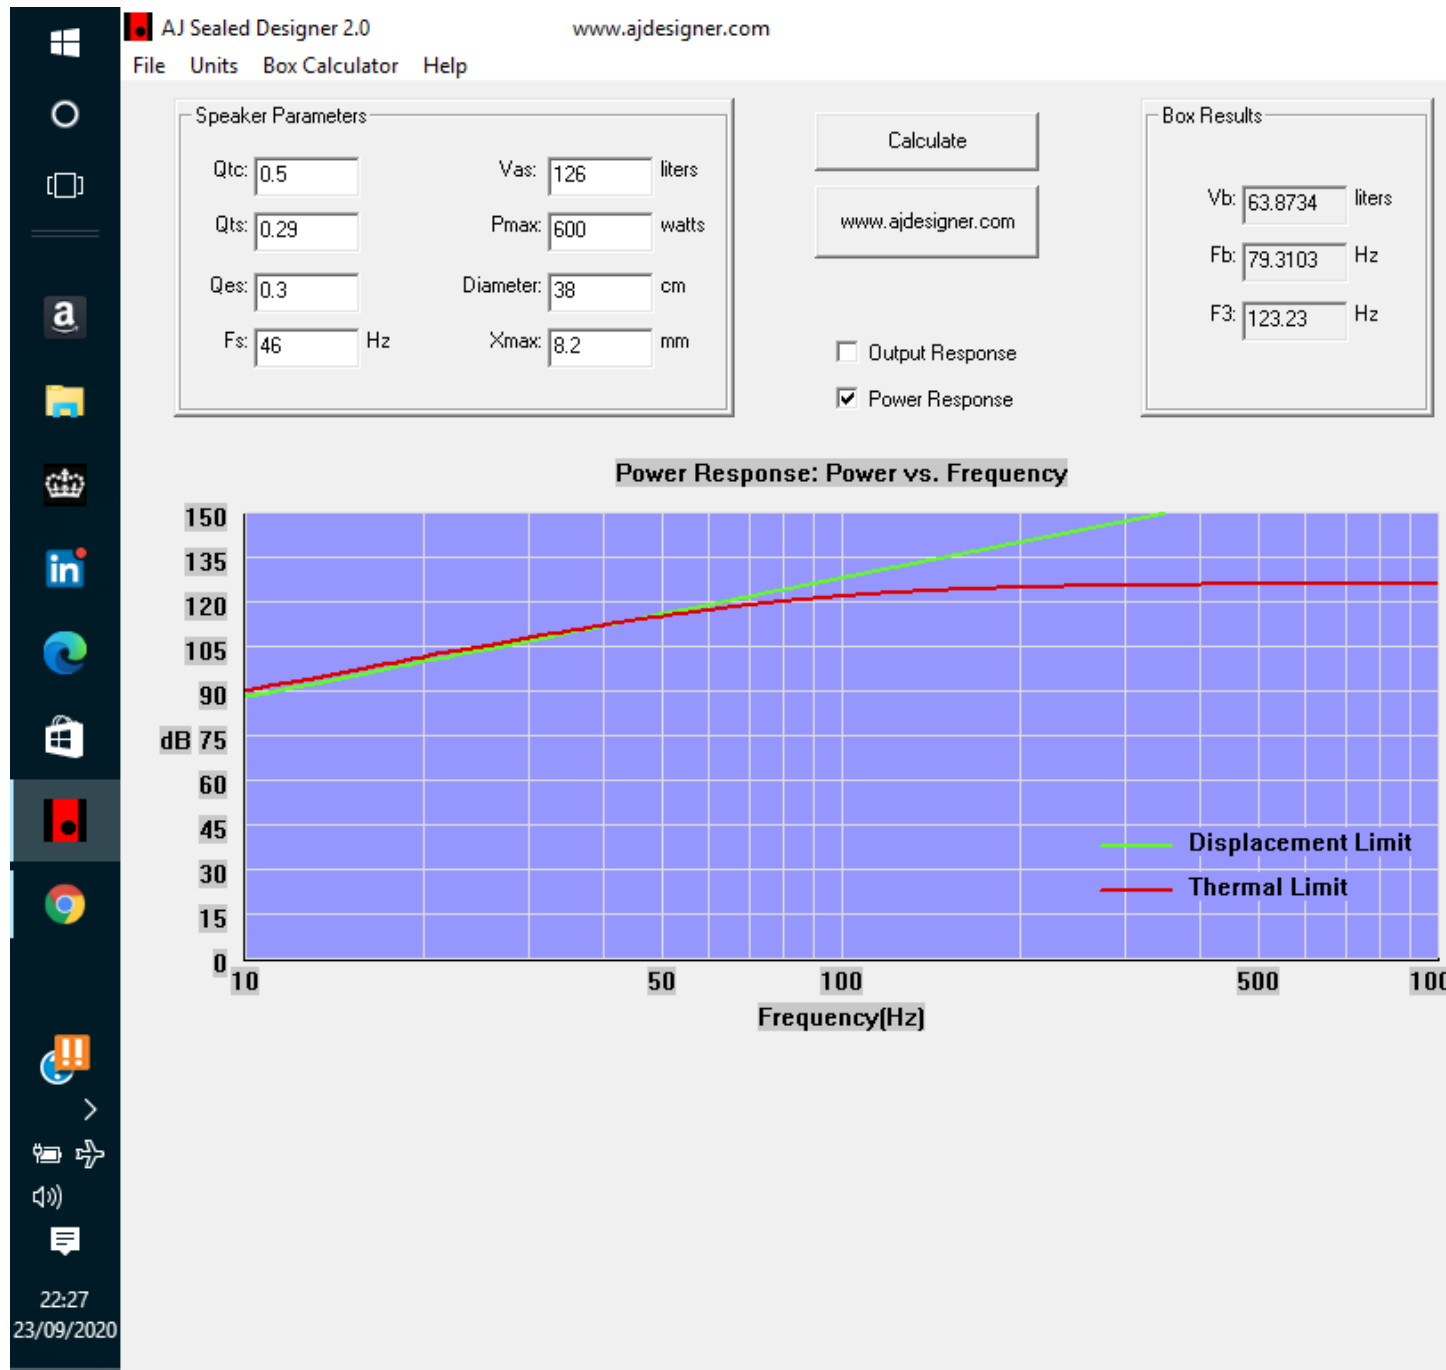 AJ Sealed Designer 2.0 www.ajdesigner.com
File Units Box Calculator Help
Speaker Parameters
Qtc: 0.5 Vas: 126 liters
Qts: 0.29 Pmax: 600 watts
Qes: 0.3 Diameter: 38 cm
Fs: 46 Hz Xmax: 8.2 mm
Calculate
www.ajdesigner.com
Output Response
Power Response
Box Results
Vb: 63.8734 liters
Fb: 79.3103 Hz
F3: 123.23 Hz
Power Response: Power vs. Frequency
150
135
120
105
90
dB 75
60
45
30
15
0
Displacement Limit
Thermal Limit
10 50 100 500 100
Frequency(Hz)
a
in
22:27
23/09/2020